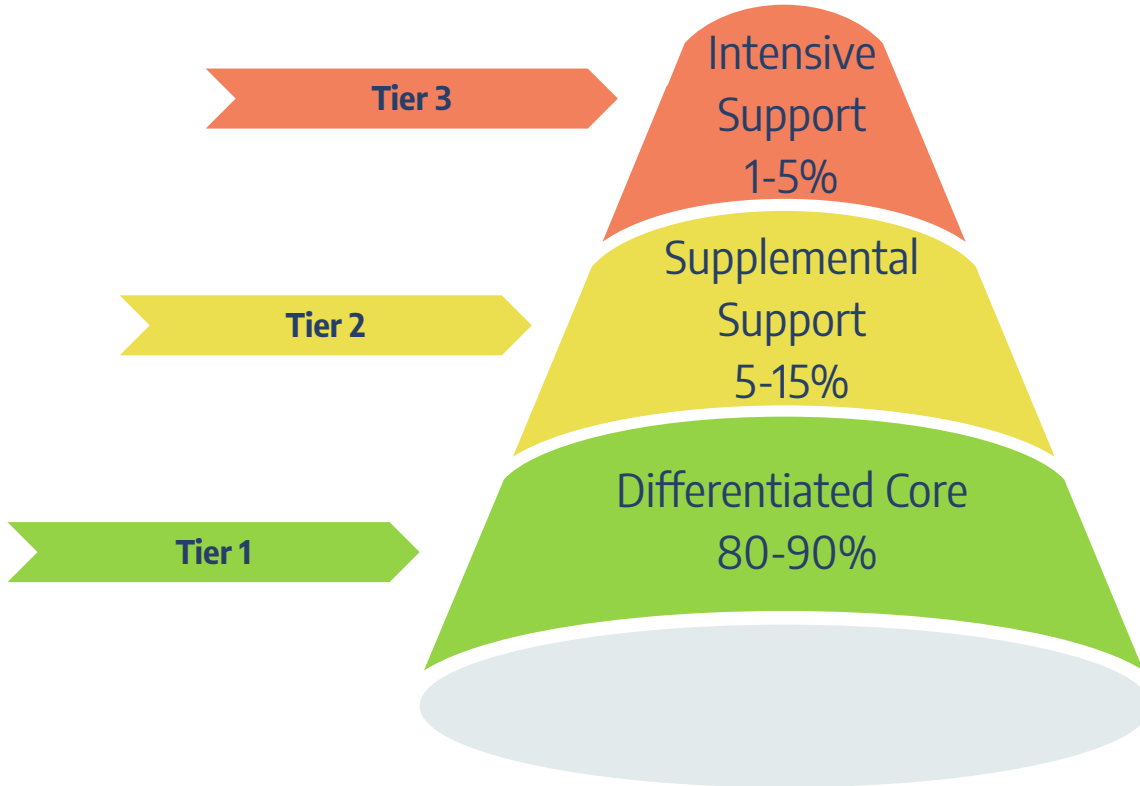 Tier 3
Intensive
Support
1-5%
Tier 2
Supplemental
Support
5-15%
Tier 1
Differentiated Core
80-90%